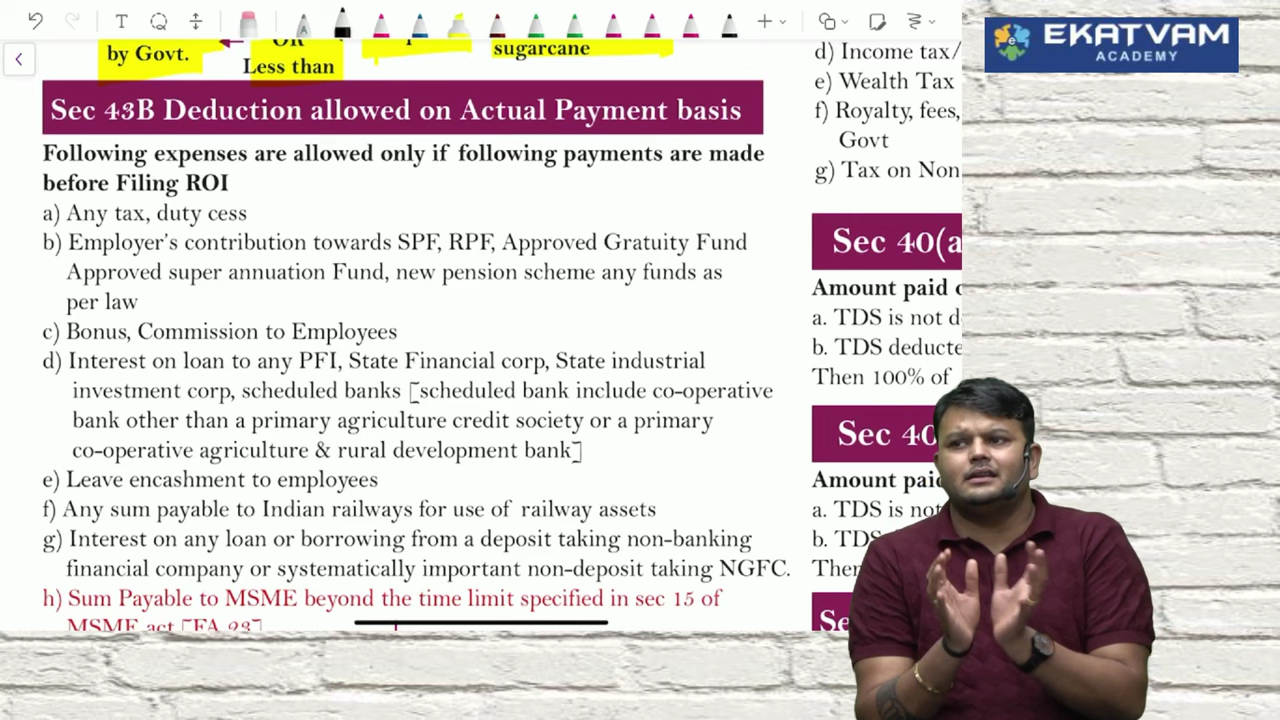 by Govt.
OR
Less than
sugarcane
Sec 43B Deduction allowed on Actual Payment basis
Following expenses are allowed only if following payments are made
before Filing ROI
a) Any tax, duty cess
b) Employer's contribution towards SPF, RPF, Approved Gratuity Fund
Approved super annuation Fund, new pension scheme any funds as
per law
c) Bonus, Commission to Employees
d) Interest on loan to any PFI, State Financial corp, State industrial
investment corp, scheduled banks [scheduled bank include co-operative
bank other than a primary agriculture credit society or a primary
co-operative agriculture & rural development bank]
e) Leave encashment to employees
f) Any sum payable to Indian railways for use of railway assets
g) Interest on any loan or borrowing from a deposit taking non-banking
financial company or systematically important non-deposit taking NGFC.
h) Sum Payable to MSME beyond the time limit specified in sec 15 of
MSME act [FA 23]
d) Income tax/
e) Wealth Tax
f) Royalty, fees,
Govt
g) Tax on Non
Sec 40(a
Amount paid
a. TDS is not d
b. TDS deducte
Then 100% of
Sec 40
Amount paid
a. TDS is not
b. TDS
Then
Se
EKATVAM
ACADEMY